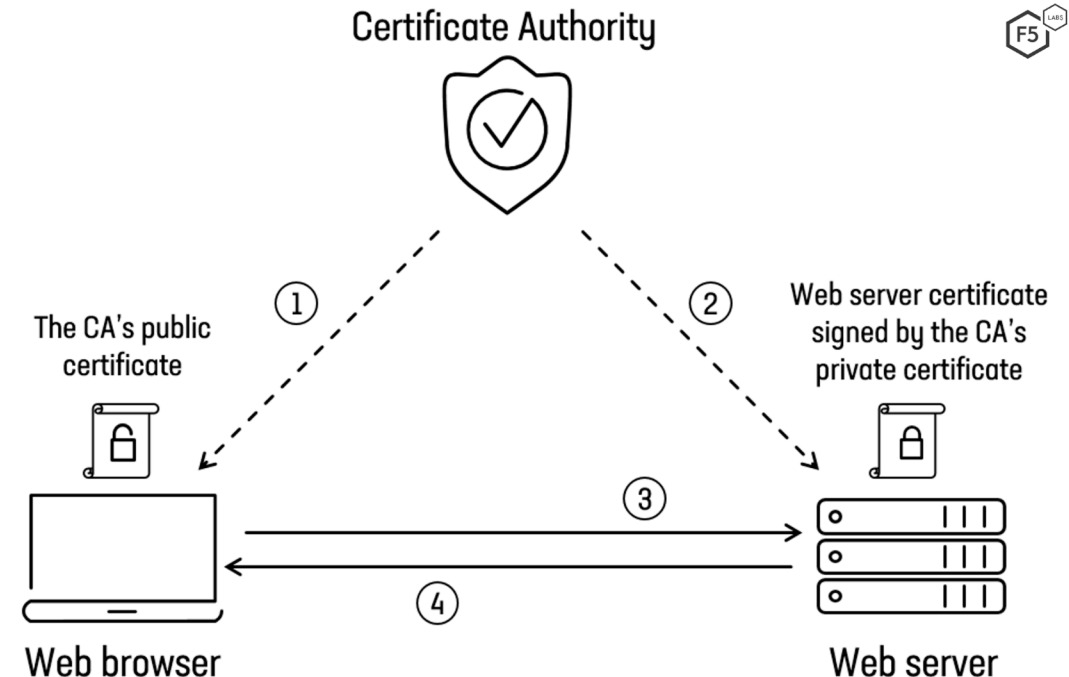 Certificate Authority
F5
LABS
1
2
The CA's public
certificate
Web server certificate
signed by the CA's
private certificate
3
4
Web browser
Web server